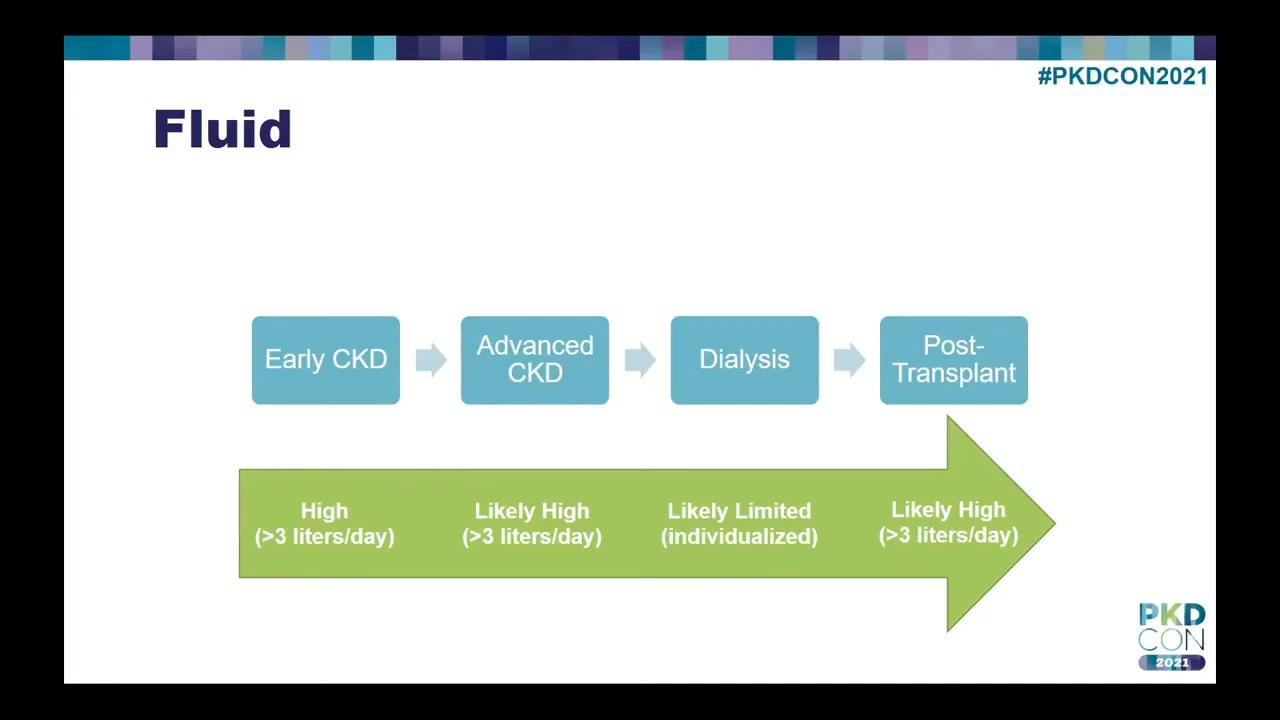 #PKDCON2021
Fluid
Early CKD
Advanced
CKD
Dialysis
Post-
Transplant
High
(>3 liters/day)
Likely High
(>3 liters/day)
Likely Limited
(individualized)
Likely High
(>3 liters/day)
PKD
CON
2021